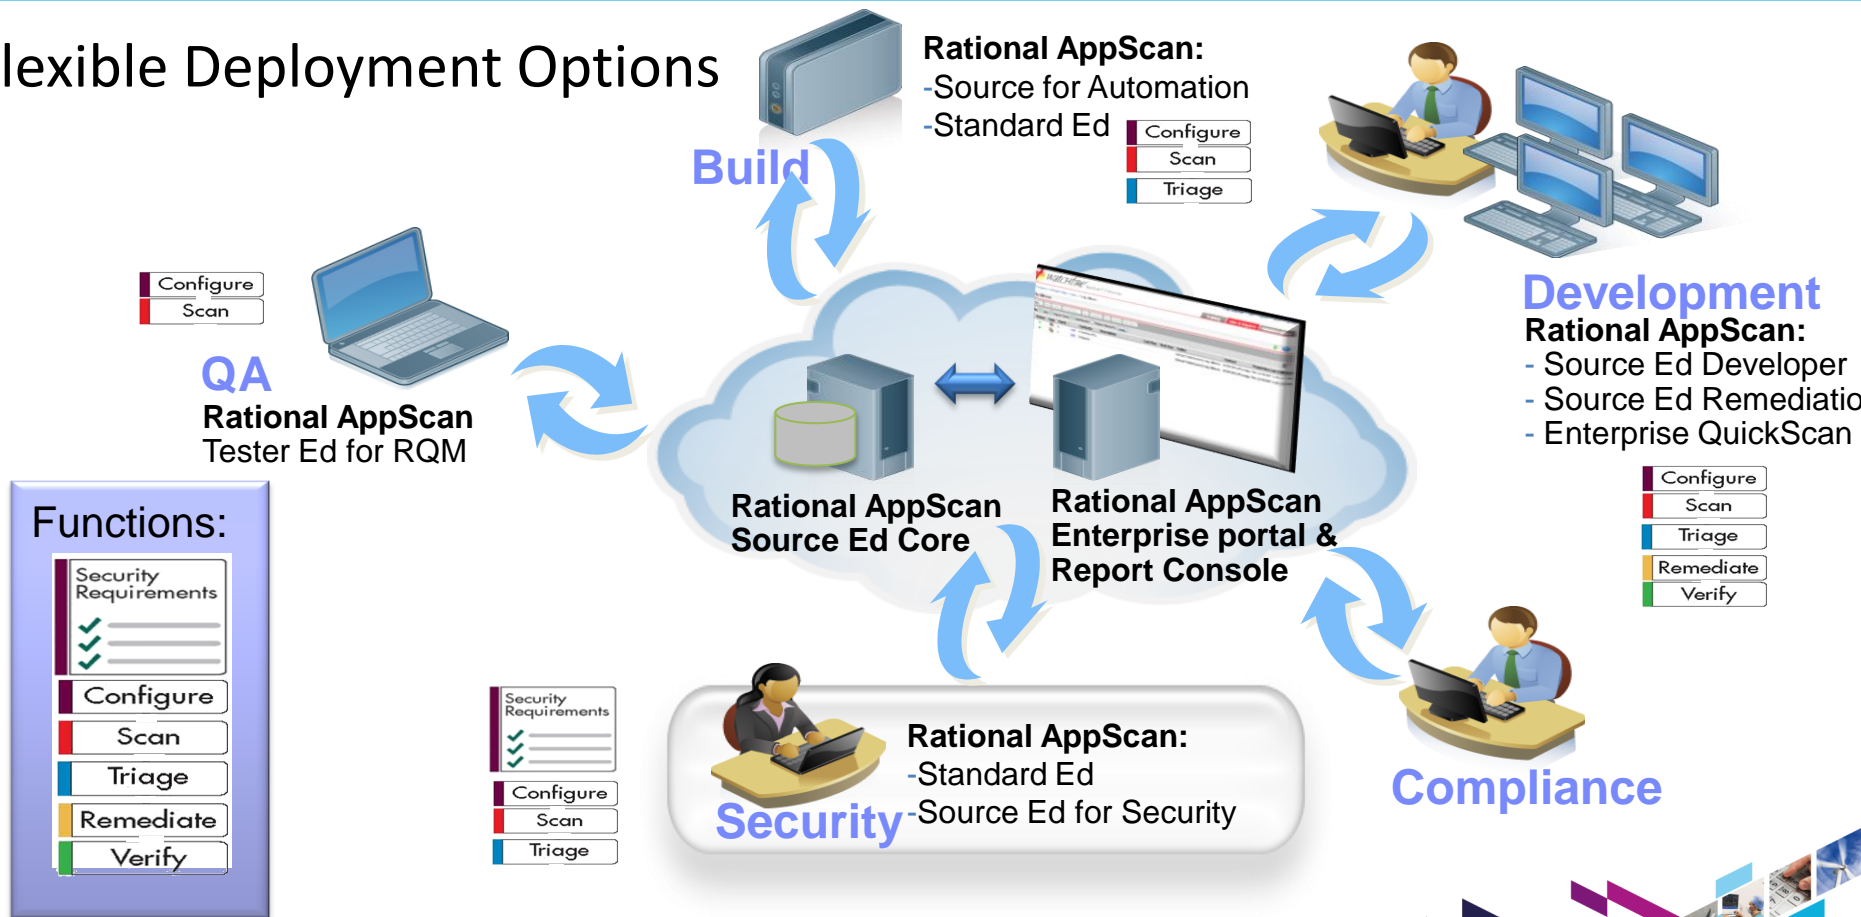 lexible Deployment Options
Rational AppScan:
-Source for Automation
-Standard Ed
Configure
Scan
Triage
Build
Configure
Scan
QA
Rational AppScan
Tester Ed for RQM
Development
Rational AppScan:
- Source Ed Developer
- Source Ed Remediatio
- Enterprise QuickScan
Configure
Scan
Triage
Remediate
Verify
Rational AppScan
Source Ed Core
Rational AppScan
Enterprise portal &
Report Console
Functions:
Security
Requirements
Configure
Scan
Triage
Remediate
Verify
Security
Requirements
Configure
Scan
Triage
Rational AppScan:
-Standard Ed
-Source Ed for Security
Security
Compliance